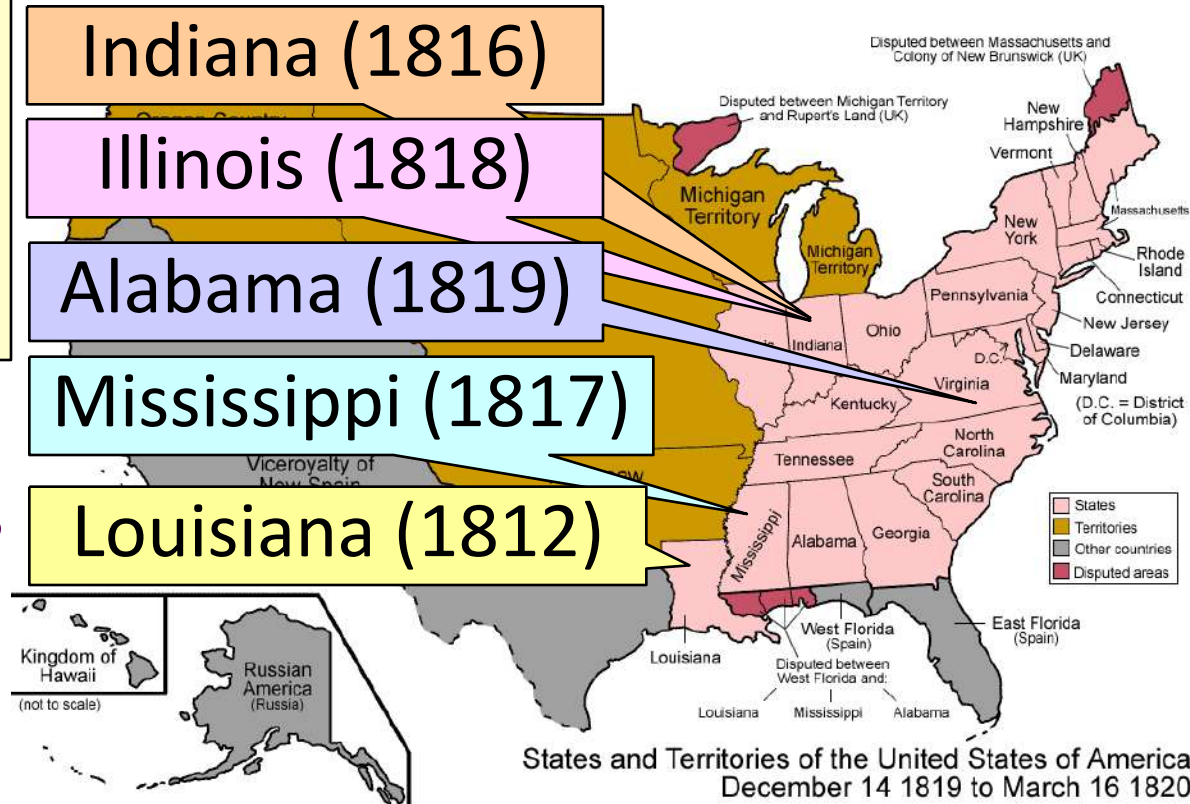 Indiana (1816)
Illinois (1818)
Alabama (1819)
Mississippi (1817)
Louisiana (1812)
Disputed between Massachusetts and
Colony of New Brunswick (UK)
Disputed between Michigan Territory
and Rupert's Land (UK)
New
Hampshire
Vermont
Michigan
Territory
Michigan
Territory
New
York
Massachusetts
Rhode
Island
Connecticut
Pennsylvania
New Jersey
Delaware
Maryland
D.C.
(D.C. = District
of Columbia)
Indiana
Ohio
Virginia
Kentucky
North
Carolina
Tennessee
South
Carolina
Mississippi
Alabama
Georgia
Viceroyalty of
New Spain
States
Territories
Other countries
Disputed areas
Louisiana
West Florida
(Spain)
East Florida
(Spain)
Disputed between
West Florida and:
Louisiana
Mississippi
Alabama
Kingdom of
Hawaii
(not to scale)
Russian
America
(Russia)
States and Territories of the United States of America
December 14 1819 to March 16 1820